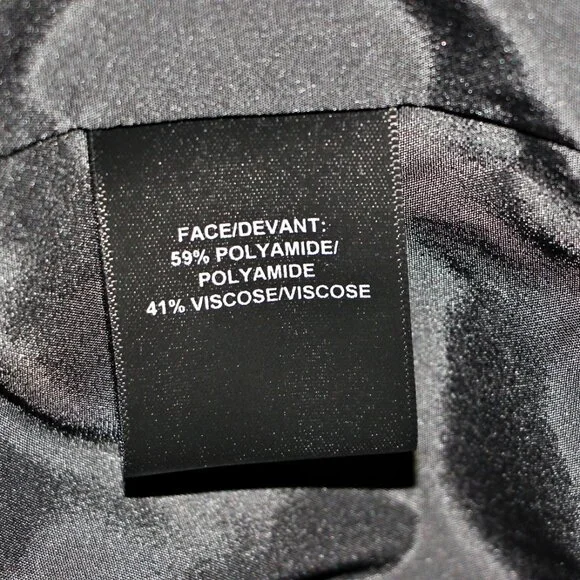 FACE/DEVANT:
59% POLYAMIDE/
POLYAMIDE
41% VISCOSE/VISCOSE